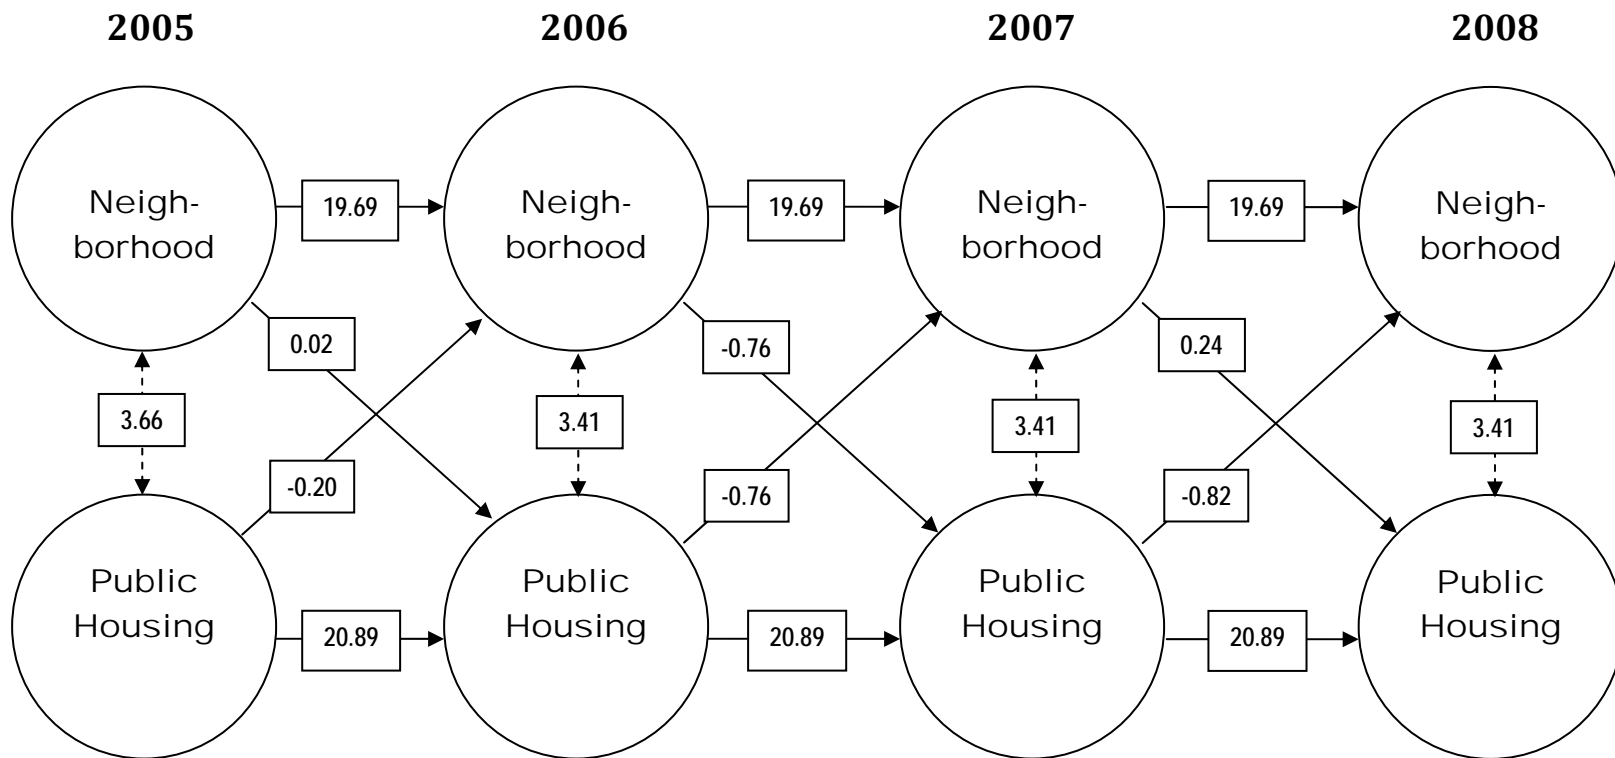 2005 2006 2007 2008
Neigh-
borhood
Neigh-
borhood
Neigh-
borhood
Neigh-
borhood
19.69 19.69 19.69
0.02 -0.76 0.24
3.66 3.41 3.41 3.41
-0.20 -0.76 -0.82
Public
Housing
Public
Housing
Public
Housing
Public
Housing
20.89 20.89 20.89